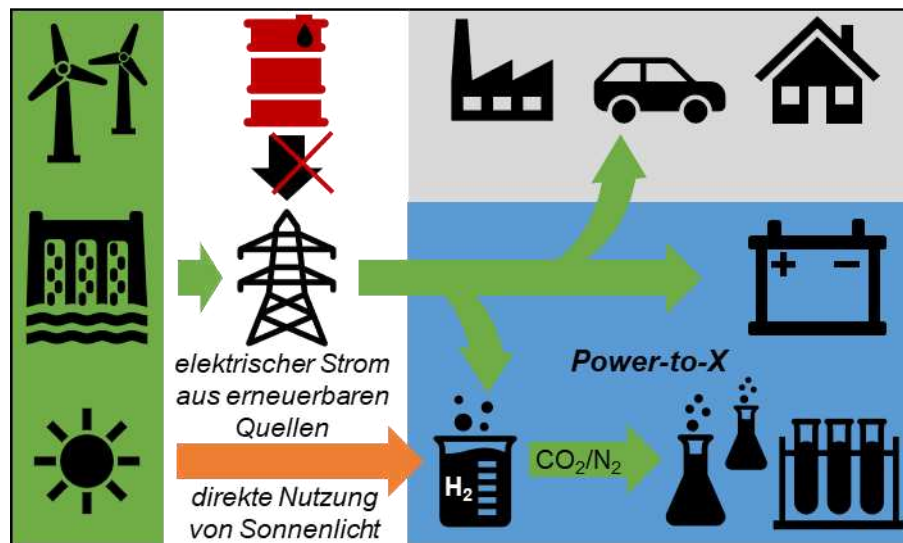 elektrischer Strom
aus erneuerbaren
Quellen
Power-to-X
direkte Nutzung
von Sonnenlicht
H₂
CO₂/N₂
+ −